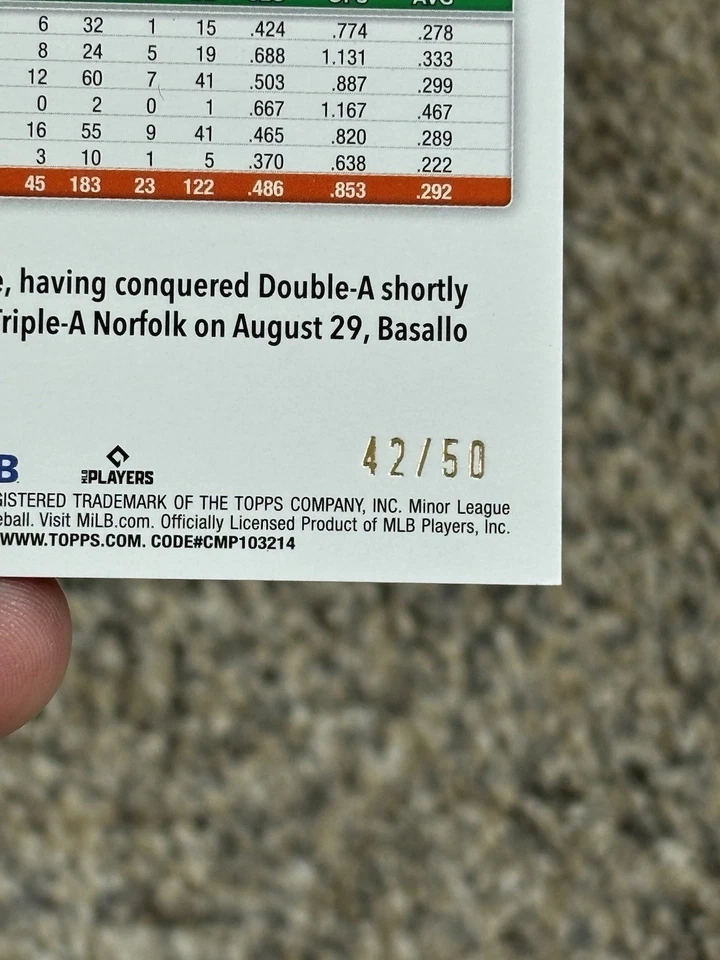 AVG
6 32 1 15 .424 .774 .278
8 24 5 19 .688 1.131 .333
12 60 7 41 .503 .887 .299
0 2 0 1 .667 1.167 .467
16 55 9 41 .465 .820 .289
3 10 1 5 .370 .638 .222
45 183 23 122 .486 .853 .292
e, having conquered Double-A shortly
Triple-A Norfolk on August 29, Basallo
42/50
B
MLB PLAYERS
GISTERED TRADEMARK OF THE TOPPS COMPANY, INC. Minor League
eball. Visit MiLB.com. Officially Licensed Product of MLB Players, Inc.
WWW.TOPPS.COM. CODE#CMP103214